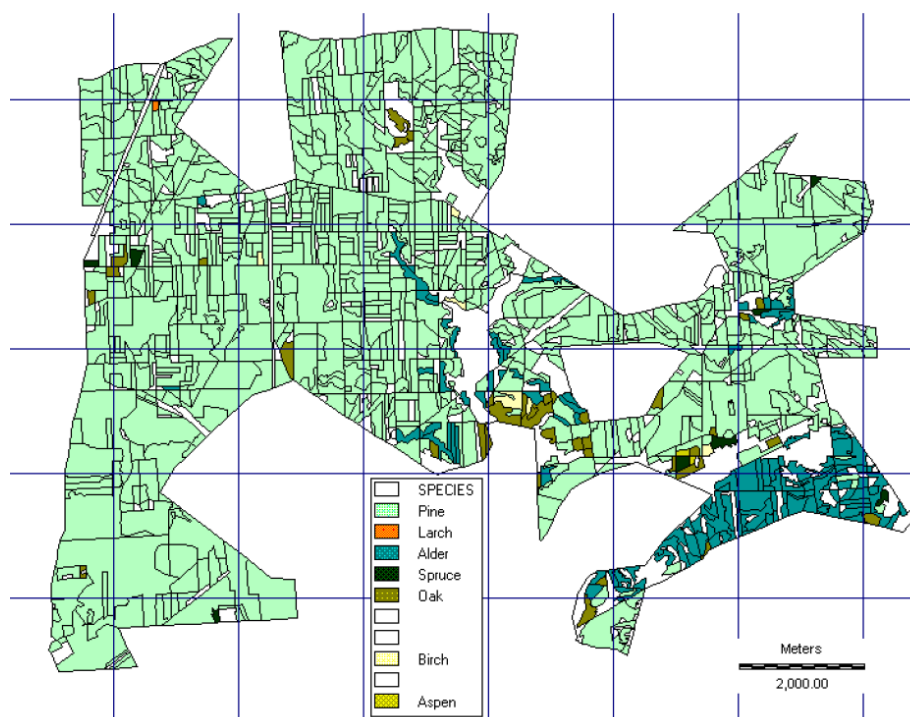 SPECIES
Pine
Larch
Alder
Spruce
Oak
Birch
Aspen
Meters
2,000.00